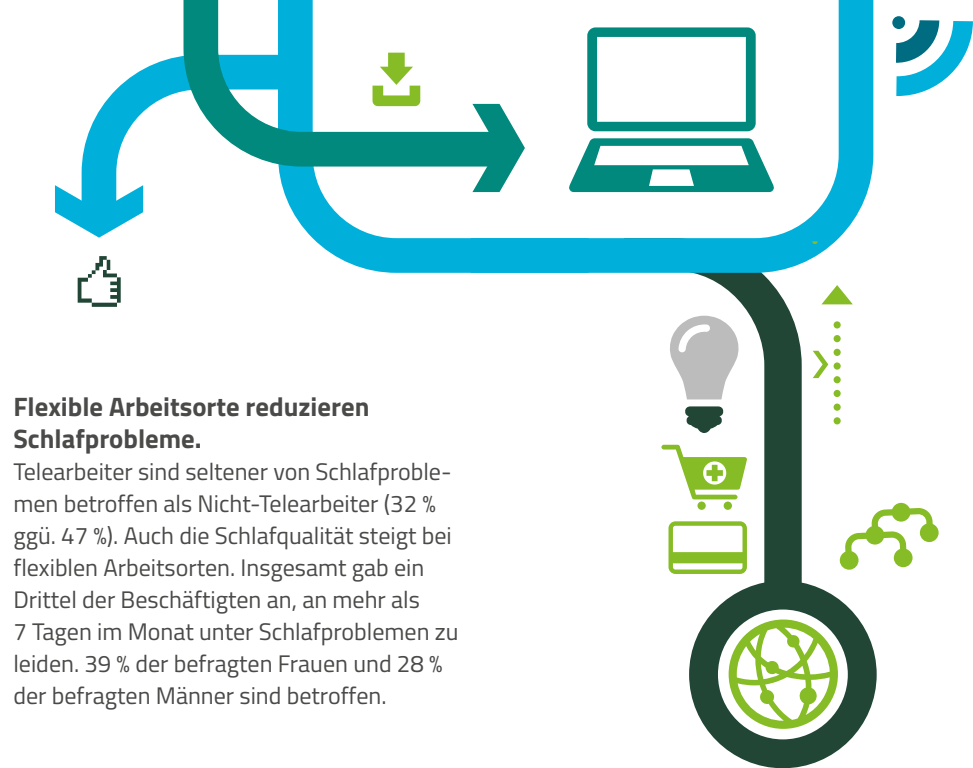 Flexible Arbeitsorte reduzieren
Schlafprobleme.
Telearbeiter sind seltener von Schlafproble-
men betroffen als Nicht-Telearbeiter (32 %
ggü. 47 %). Auch die Schlafqualität steigt bei
flexiblen Arbeitsorten. Insgesamt gab ein
Drittel der Beschäftigten an, an mehr als
7 Tagen im Monat unter Schlafproblemen zu
leiden. 39 % der befragten Frauen und 28 %
der befragten Männer sind betroffen.